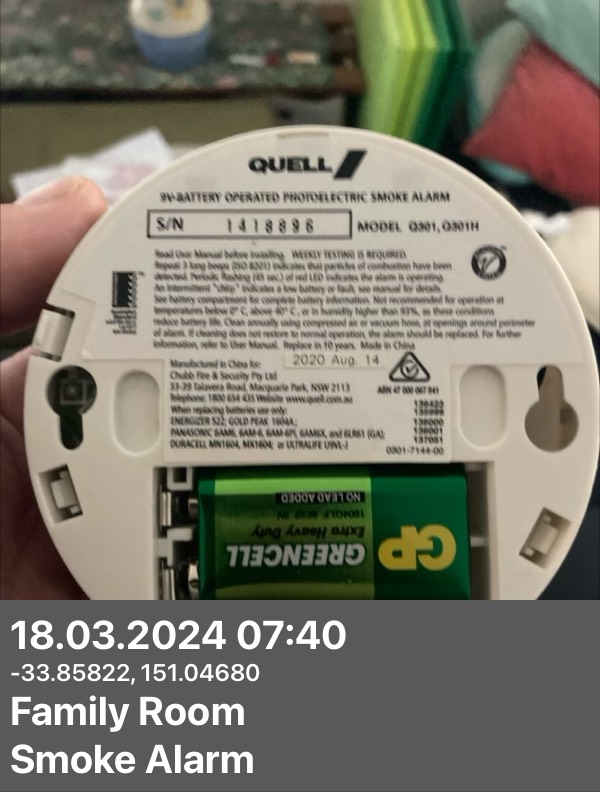 QUELL
9V-BATTERY OPERATED PHOTOELECTRIC SMOKE ALARM
S/N 1418896 MODEL Q301, Q301H
Read User Manual before installing. WEEKLY TESTING IS REQUIRED.
Repeat 3 long beeps (ISO 8201) indicates that particles of combustion have been
detected. Periodic flashing (45 sec.) of red LED indicates the alarm is operating.
An intermittent "chirp" indicates a low battery or fault, see manual for details.
See battery compartment for complete battery information. Not recommended for operation at
temperatures below 0° C, above 40° C, or in humidity higher than 93%, as these conditions
reduce battery life. Clean annually using compressed air or vacuum hose, at openings around perimeter
of alarm. If cleaning does not restore to normal operation, the alarm should be replaced. For further
information, refer to User Manual. Replace in 10 years. Made in China
2020 Aug. 14
Manufactured in China for:
Chubb Fire & Security Pty Ltd
33-39 Talavera Road, Macquarie Park, NSW 2113
Telephone: 1800 654 435 Website www.quell.com.au
When replacing batteries use only:
ENERGIZER 522; GOLD PEAK 1604A;
PANASONIC 6AM6, 6AM-6, 6AM-6PI, 6AM6X, and 6LR61 (GA);
DURACELL MN1604, MX1604; or ULTRALIFE U9VL-J
ABN 47 000 067 541
136000
136001
137051
0301-7144-00
NO LEAD ADDED
Extra Heavy Duty
GREENCELL
GP
18.03.2024 07:40
-33.85822, 151.04680
Family Room
Smoke Alarm